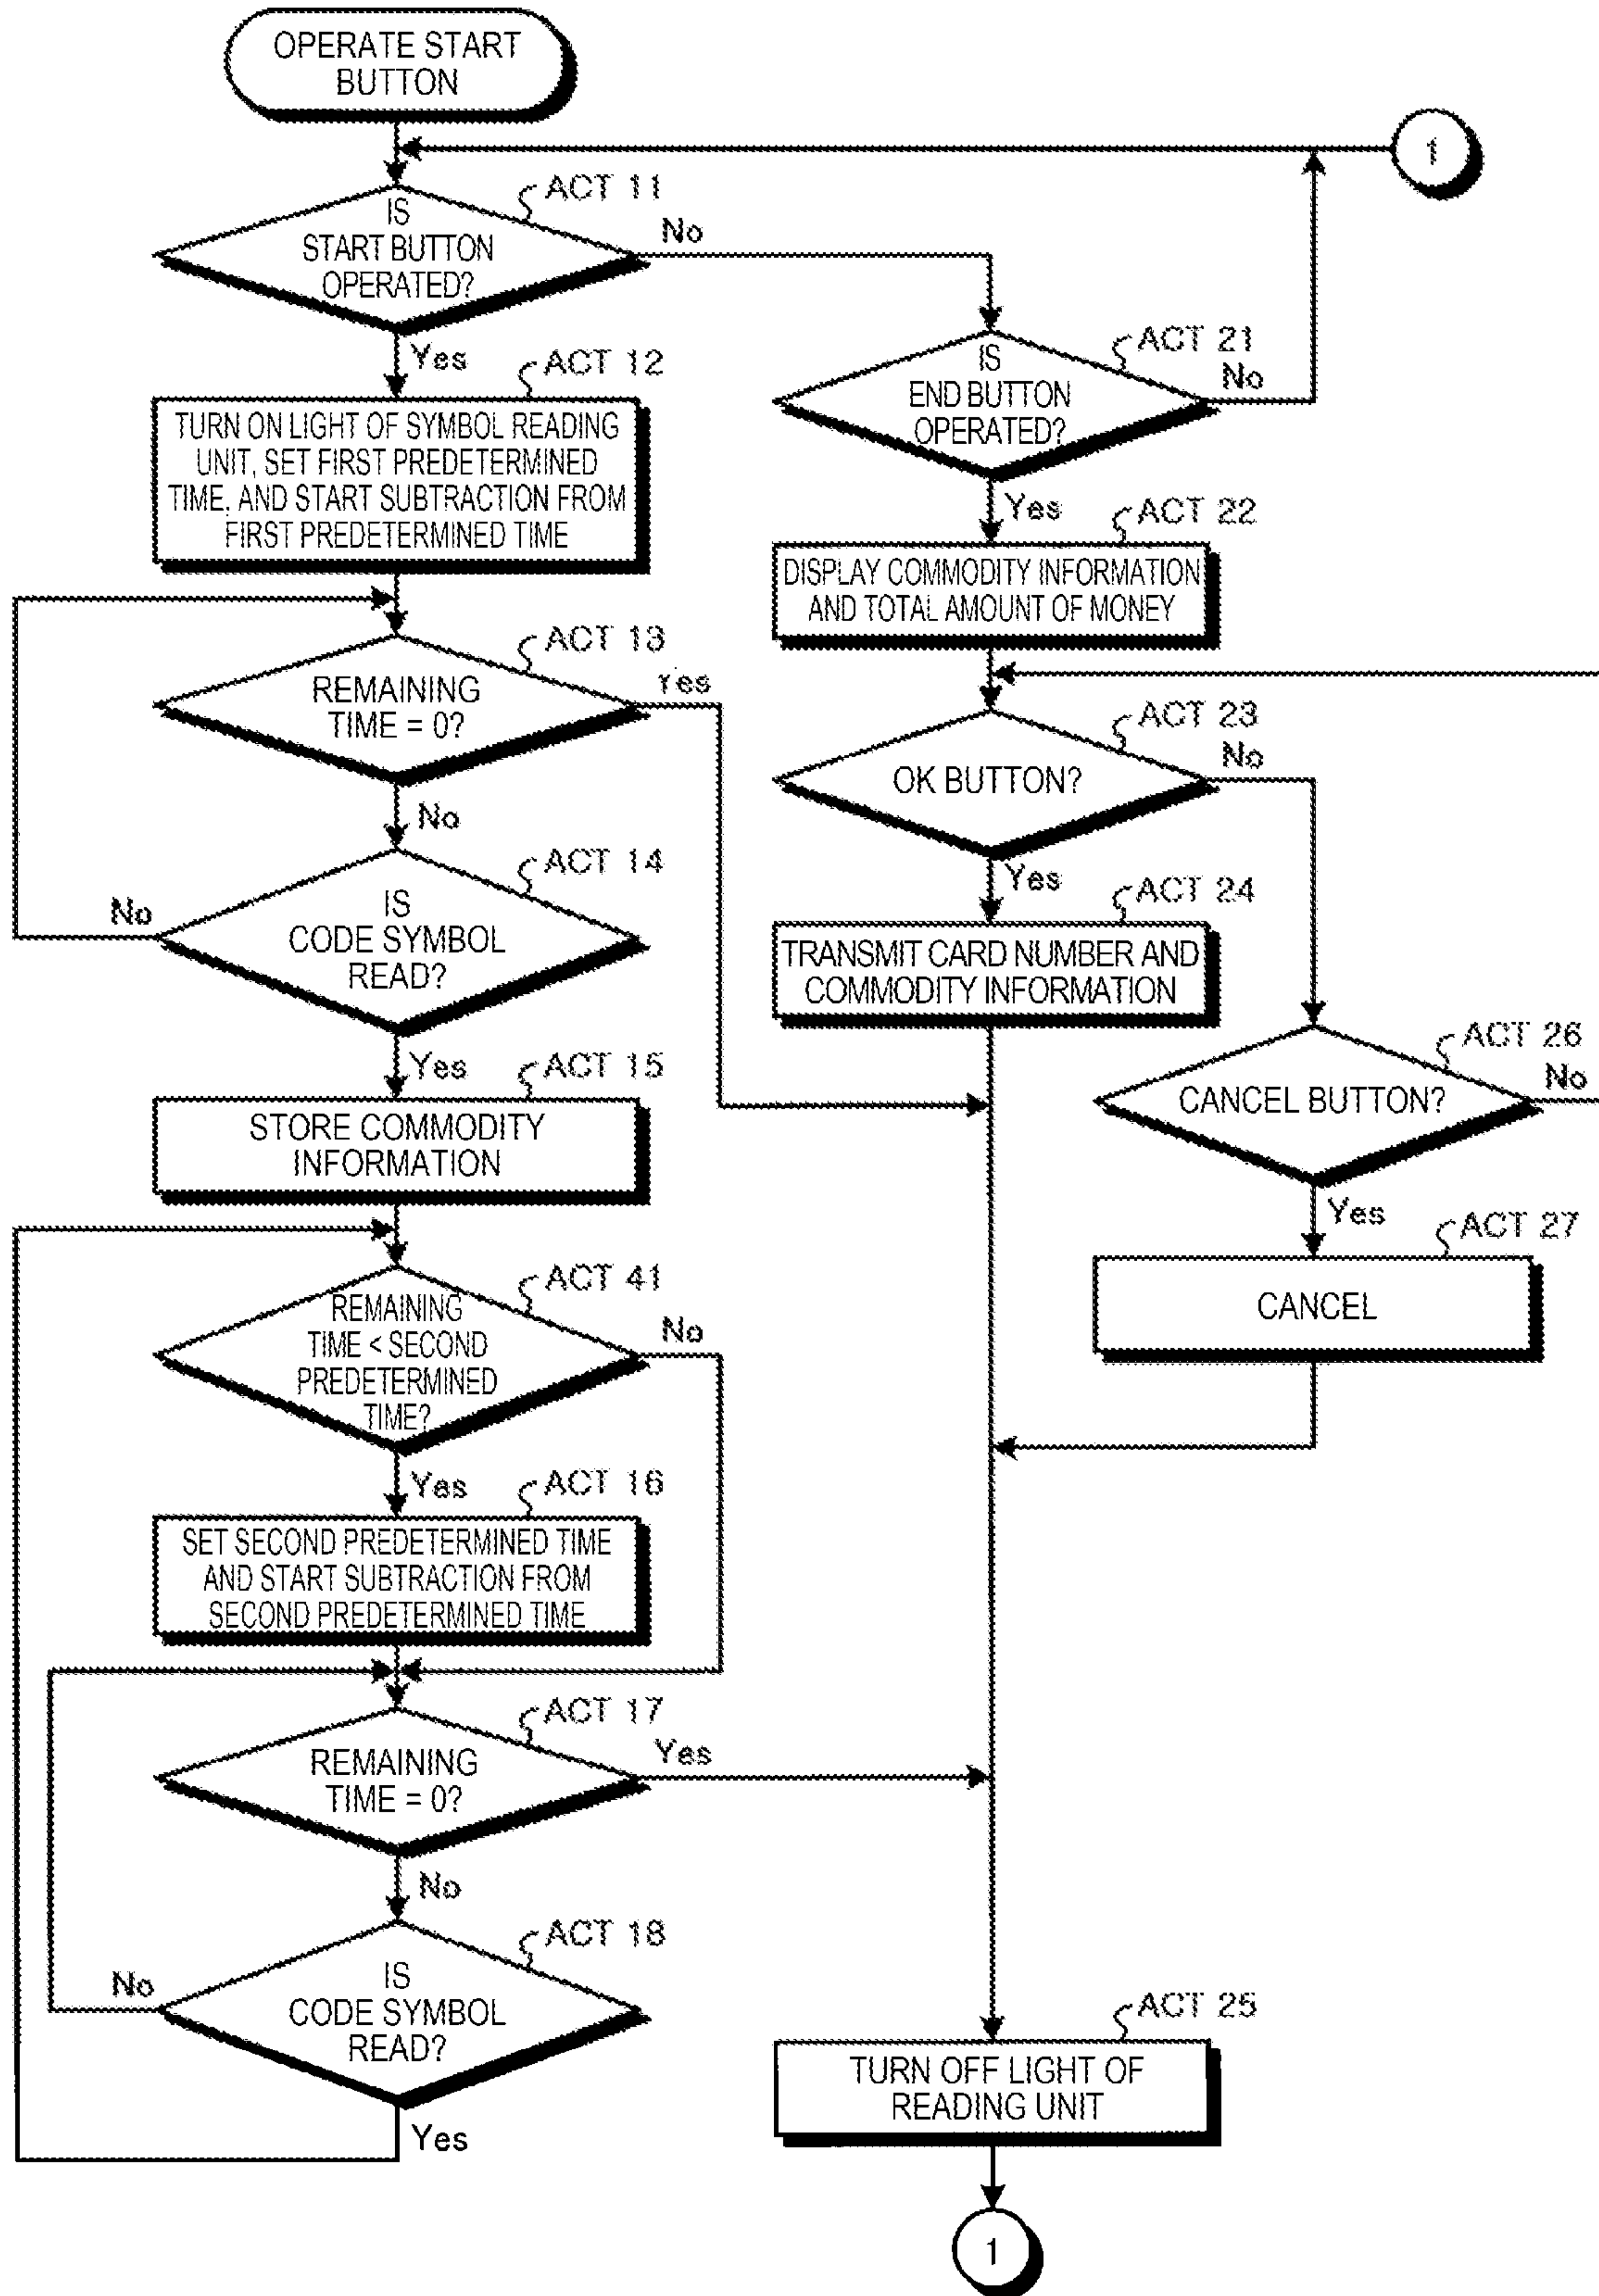 OPERATE START
BUTTON
1
ACT 11
IS
START BUTTON
OPERATED?
No
Yes
ACT 12
TURN ON LIGHT OF SYMBOL READING
UNIT, SET FIRST PREDETERMINED
TIME, AND START SUBTRACTION FROM
FIRST PREDETERMINED TIME
ACT 13
REMAINING
TIME = 0?
Yes
No
ACT 14
IS
CODE SYMBOL
READ?
No
Yes
ACT 15
STORE COMMODITY
INFORMATION
ACT 41
REMAINING
TIME < SECOND
PREDETERMINED
TIME?
No
Yes
ACT 16
SET SECOND PREDETERMINED TIME
AND START SUBTRACTION FROM
SECOND PREDETERMINED TIME
ACT 17
REMAINING
TIME = 0?
Yes
No
ACT 18
IS
CODE SYMBOL
READ?
No
Yes
ACT 21
IS
END BUTTON
OPERATED?
No
Yes
ACT 22
DISPLAY COMMODITY INFORMATION
AND TOTAL AMOUNT OF MONEY
ACT 23
OK BUTTON?
No
Yes
ACT 24
TRANSMIT CARD NUMBER AND
COMMODITY INFORMATION
ACT 26
CANCEL BUTTON?
No
Yes
ACT 27
CANCEL
ACT 25
TURN OFF LIGHT OF
READING UNIT
1